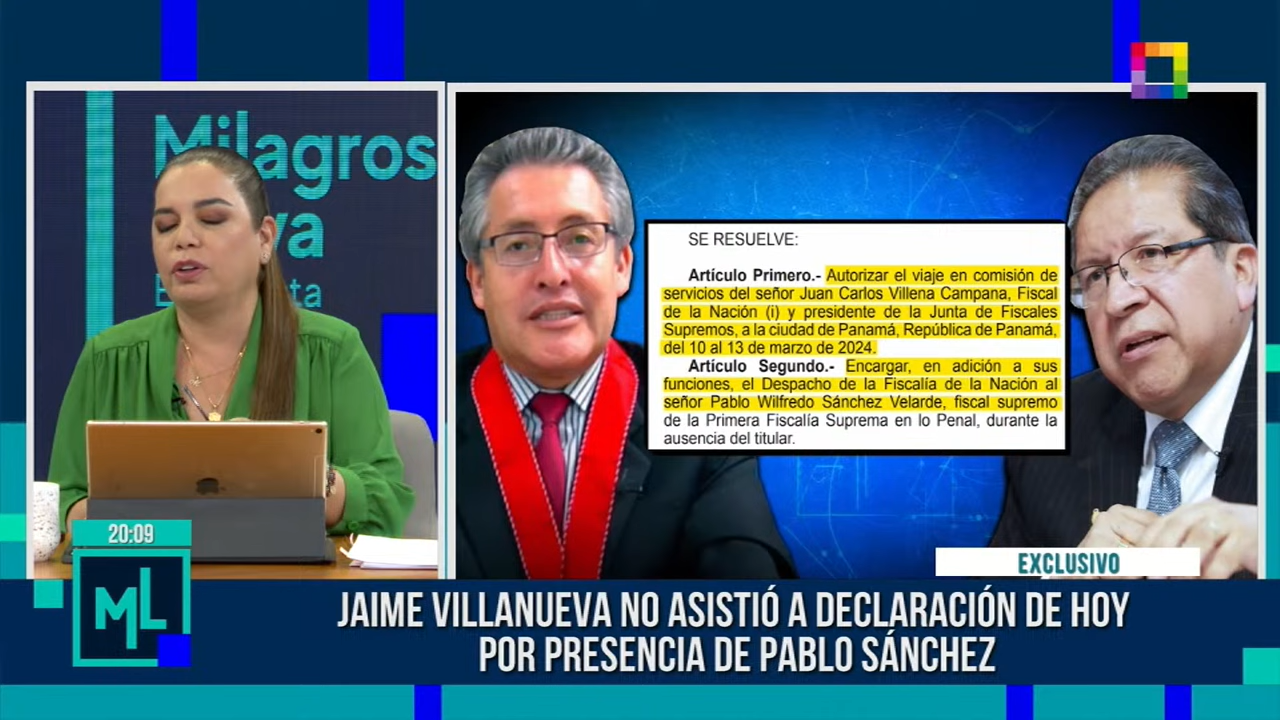 Milagros
Entrevista
SE RESUELVE:
Artículo Primero.- Autorizar el viaje en comisión de
servicios del señor Juan Carlos Villena Campana, Fiscal
de la Nación (i) y presidente de la Junta de Fiscales
Supremos, a la ciudad de Panamá, República de Panamá,
del 10 al 13 de marzo de 2024.
Artículo Segundo.- Encargar, en adición a sus
funciones, el Despacho de la Fiscalía de la Nación al
señor Pablo Wilfredo Sánchez Velarde, fiscal supremo
de la Primera Fiscalía Suprema en lo Penal, durante la
ausencia del titular.
20:09
ML
EXCLUSIVO
JAIME VILLANUEVA NO ASISTIÓ A DECLARACIÓN DE HOY
POR PRESENCIA DE PABLO SÁNCHEZ